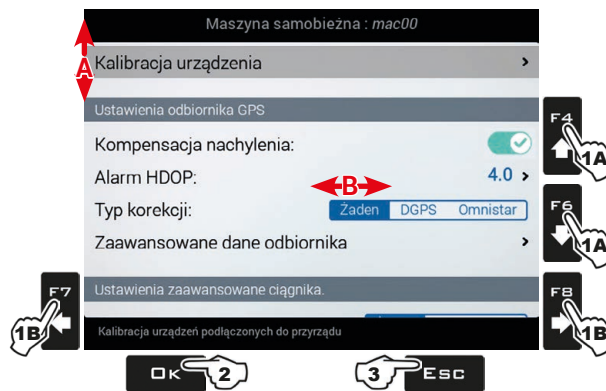 Maszyna samobieżna : mac00
A
Kalibracja urządzenia >
Ustawienia odbiornika GPS
Kompensacja nachylenia:
Alarm HDOP: 4.0 >
B
Typ korekcji: Żaden DGPS Omnistar
Zaawansowane dane odbiornika >
Ustawienia zaawansowane ciągnika.
Kalibracja urządzeń podłączonych do przyrządu
F4
1A
F6
1A
F7
1B
F8
1B
OK 2
3 ESC